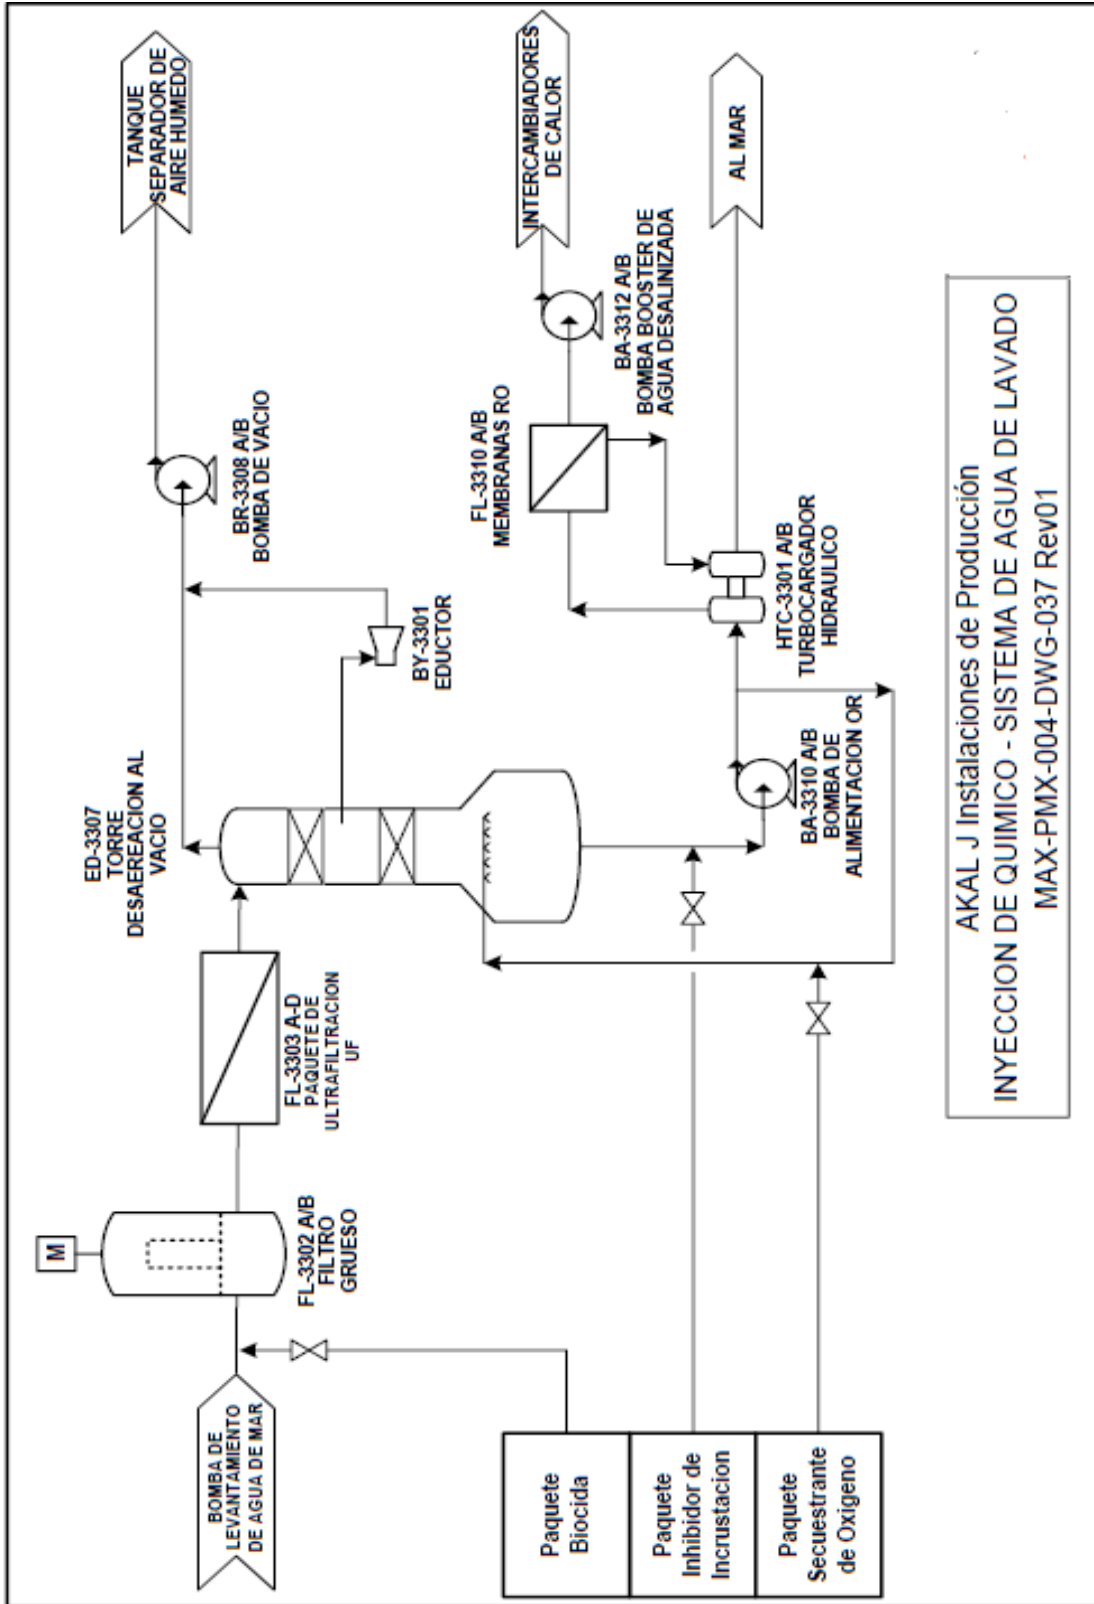 BOMBA DE
LEVANTAMIENTO
DE AGUA DE MAR
M
FL-3302 A/B
FILTRO
GRUESO
FL-3303 A-D
PAQUETE DE
ULTRAFILTRACION
UF
ED-3307
TORRE
DESAEREACION AL
VACIO
BY-3301
EDUCTOR
BR-3308 A/B
BOMBA DE VACIO
TANQUE
SEPARADOR DE
AIRE HUMEDO
Paquete
Biocida
Paquete
Inhibidor de
Incrustacion
Paquete
Secuestrante
de Oxigeno
BA-3310 A/B
BOMBA DE
ALIMENTACION OR
HTC-3301 A/B
TURBOCARGADOR
HIDRAULICO
FL-3310 A/B
MEMBRANAS RO
BA-3312 A/B
BOMBA BOOSTER DE
AGUA DESALINIZADA
INTERCAMBIADORES
DE CALOR
AL MAR
AKAL J Instalaciones de Producción
INYECCION DE QUIMICO - SISTEMA DE AGUA DE LAVADO
MAX-PMX-004-DWG-037 Rev01